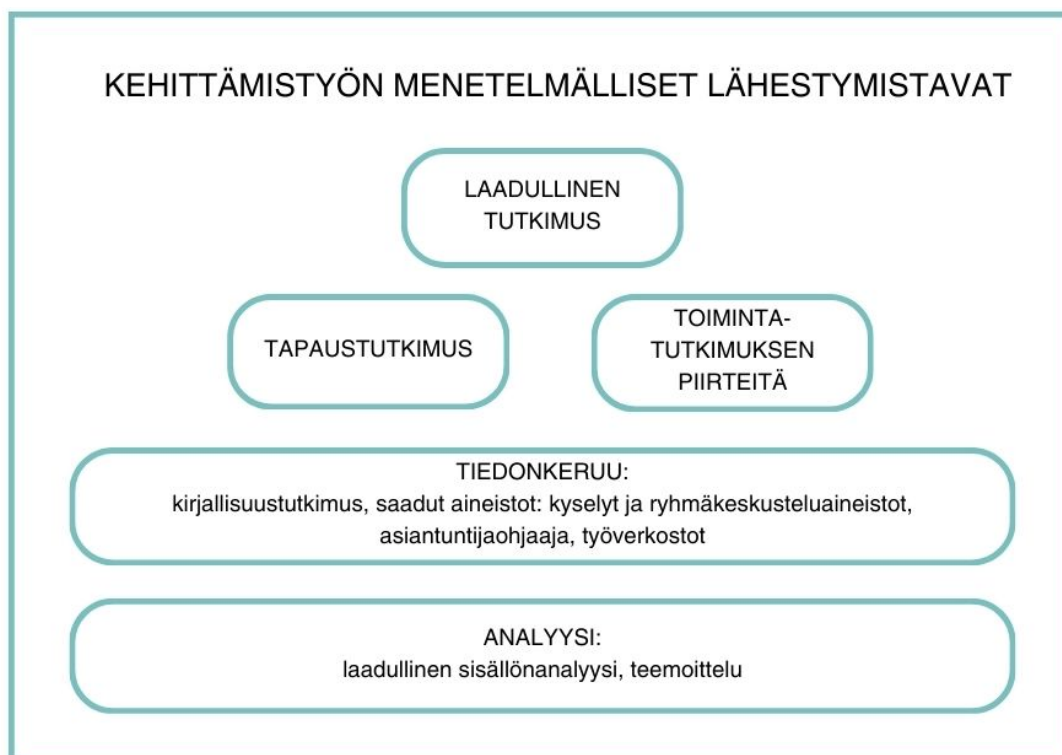 KEHITTÄMISTYÖN MENETELMÄLLISET LÄHESTYMISTAVAT
LAADULLINEN
TUTKIMUS
TAPAUSTUTKIMUS
TOIMINTA-
TUTKIMUKSEN
PIIRTEITÄ
TIEDONKERUU:
kirjallisuustutkimus, saadut aineistot: kyselyt ja ryhmäkeskusteluaineistot,
asiantuntijaohjaaja, työverkostot
ANALYYSI:
laadullinen sisällönanalyysi, teemoittelu